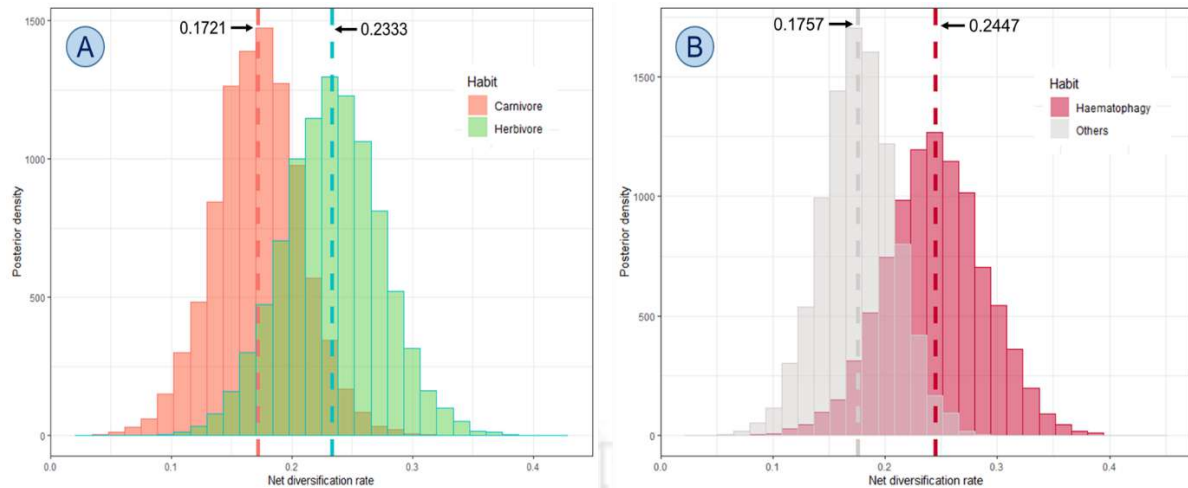 A
0.1721
0.2333
Habit
Carnivore
Herbivore
Posterior density
1500
1000
500
0
0.0
0.1
0.2
0.3
0.4
Net diversification rate
B
0.1757
0.2447
Habit
Haematophagy
Others
Posterior density
1500
1000
500
0
0.0
0.1
0.2
0.3
0.4
Net diversification rate